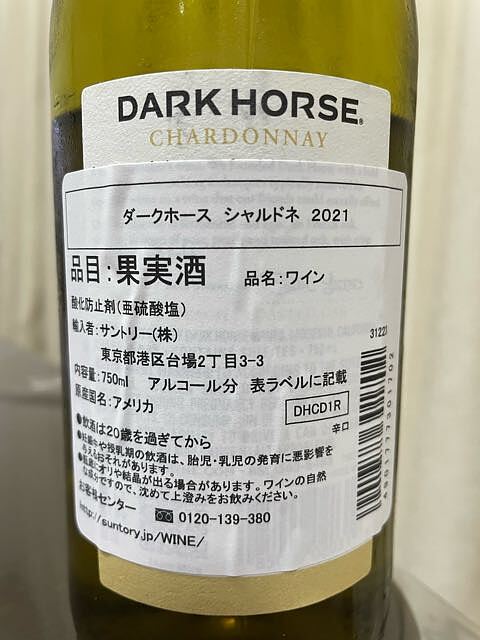 DARK HORSE®
CHARDONNAY
ダークホース シャルドネ 2021
品目:果実酒 品名:ワイン
酸化防止剤(亜硫酸塩)
輸入者:サントリー(株)
東京都港区台場2丁目3-3
内容量:750ml アルコール分 表ラベルに記載
原産国名:アメリカ
DHCD1R
辛口
●飲酒は20歳を過ぎてから
●妊娠中や授乳期の飲酒は、胎児・乳児の発育に悪影響を
与えるおそれがあります。
●瓶底にオリや結晶が出る場合があります。ワインの自然
な成分ですので、沈めて上澄みをお飲みください。
お客様センター 0120-139-380
http://suntory.jp/WINE/
31223
4901777301702